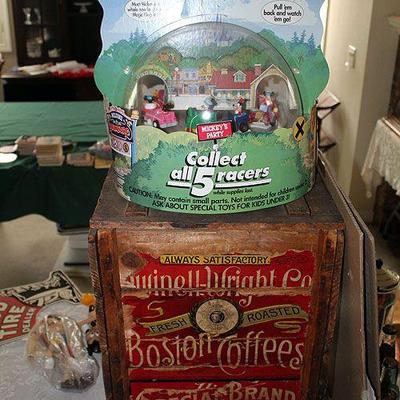 Pull 'em
back and watch
'em go!
MICKEY'S
PARTY
Collect
all 5 racers
while supplies last.
CAUTION: May contain small parts. Not intended for children under
ASK ABOUT SPECIAL TOYS FOR KIDS UNDER 3!
ALWAYS SATISFACTORY
winell-Wright Co
FRESH ROASTED
Boston Coffees
BRAND